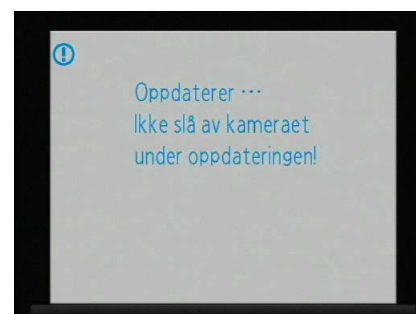 Oppdaterer ···
Ikke slå av kameraet
under oppdateringen!